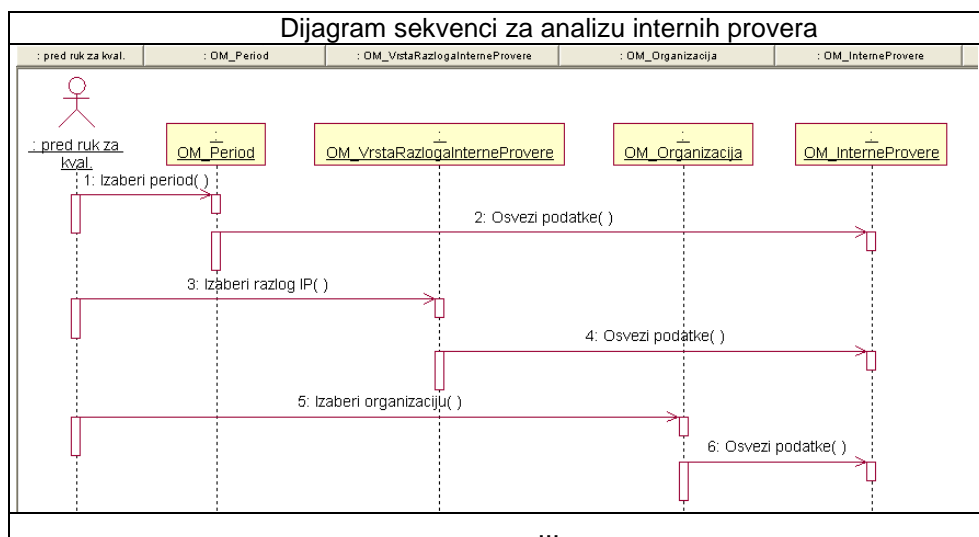 Dijagram sekvenci za analizu internih provera
: pred ruk za kval.
: OM_Period
: OM_VrstaRazlogaInterneProvere
: OM_Organizacija
: OM_InterneProvere
: pred ruk za
kval.
:
OM_Period
:
OM_VrstaRazlogaInterneProvere
:
OM_Organizacija
:
OM_InterneProvere
1: Izaberi period( )
2: Osvezi podatke( )
3: Izaberi razlog IP( )
4: Osvezi podatke( )
5: Izaberi organizaciju( )
6: Osvezi podatke( )
...